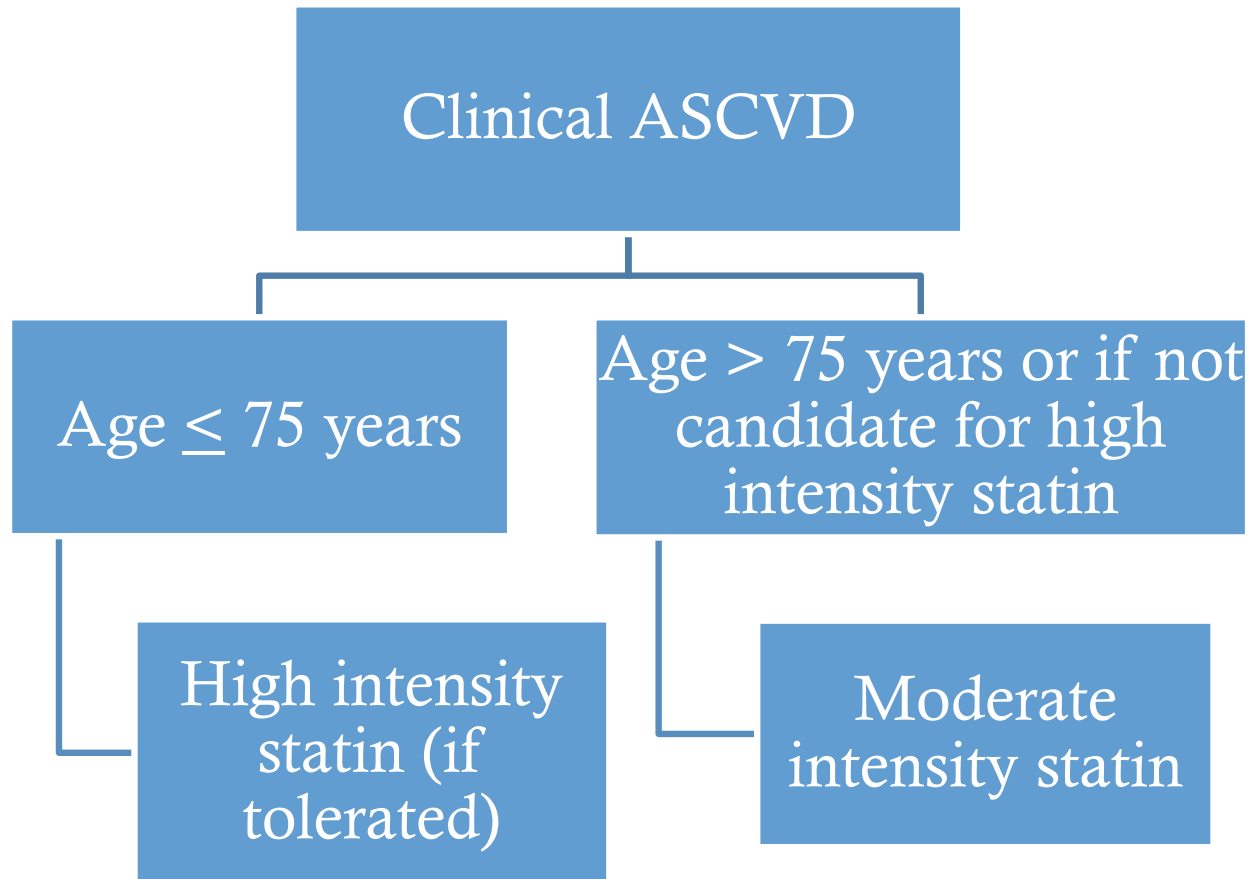 Clinical ASCVD
Age ≤ 75 years
Age > 75 years or if not
candidate for high
intensity statin
High intensity
statin (if
tolerated)
Moderate
intensity statin